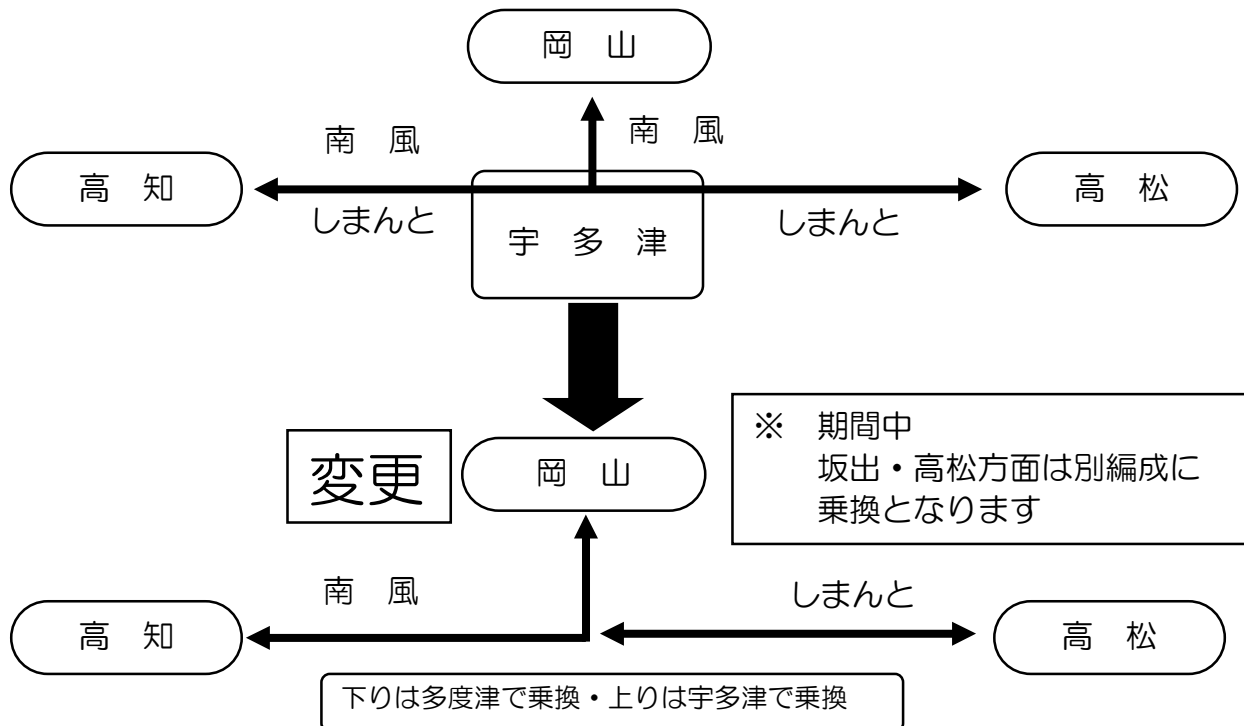 岡　山
南　風
南　風
高　知
高　松
しまんと
しまんと
宇　多　津
変更
岡　山
※　期間中
坂出・高松方面は別編成に
乗換となります
南　風
しまんと
高　知
高　松
下りは多度津で乗換・上りは宇多津で乗換